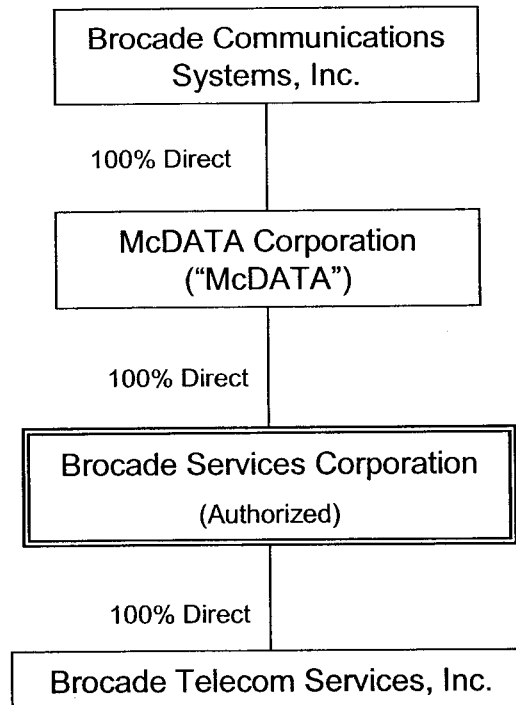 Brocade Communications
Systems, Inc.
100% Direct
McDATA Corporation
(“McDATA”)
100% Direct
Brocade Services Corporation
(Authorized)
100% Direct
Brocade Telecom Services, Inc.